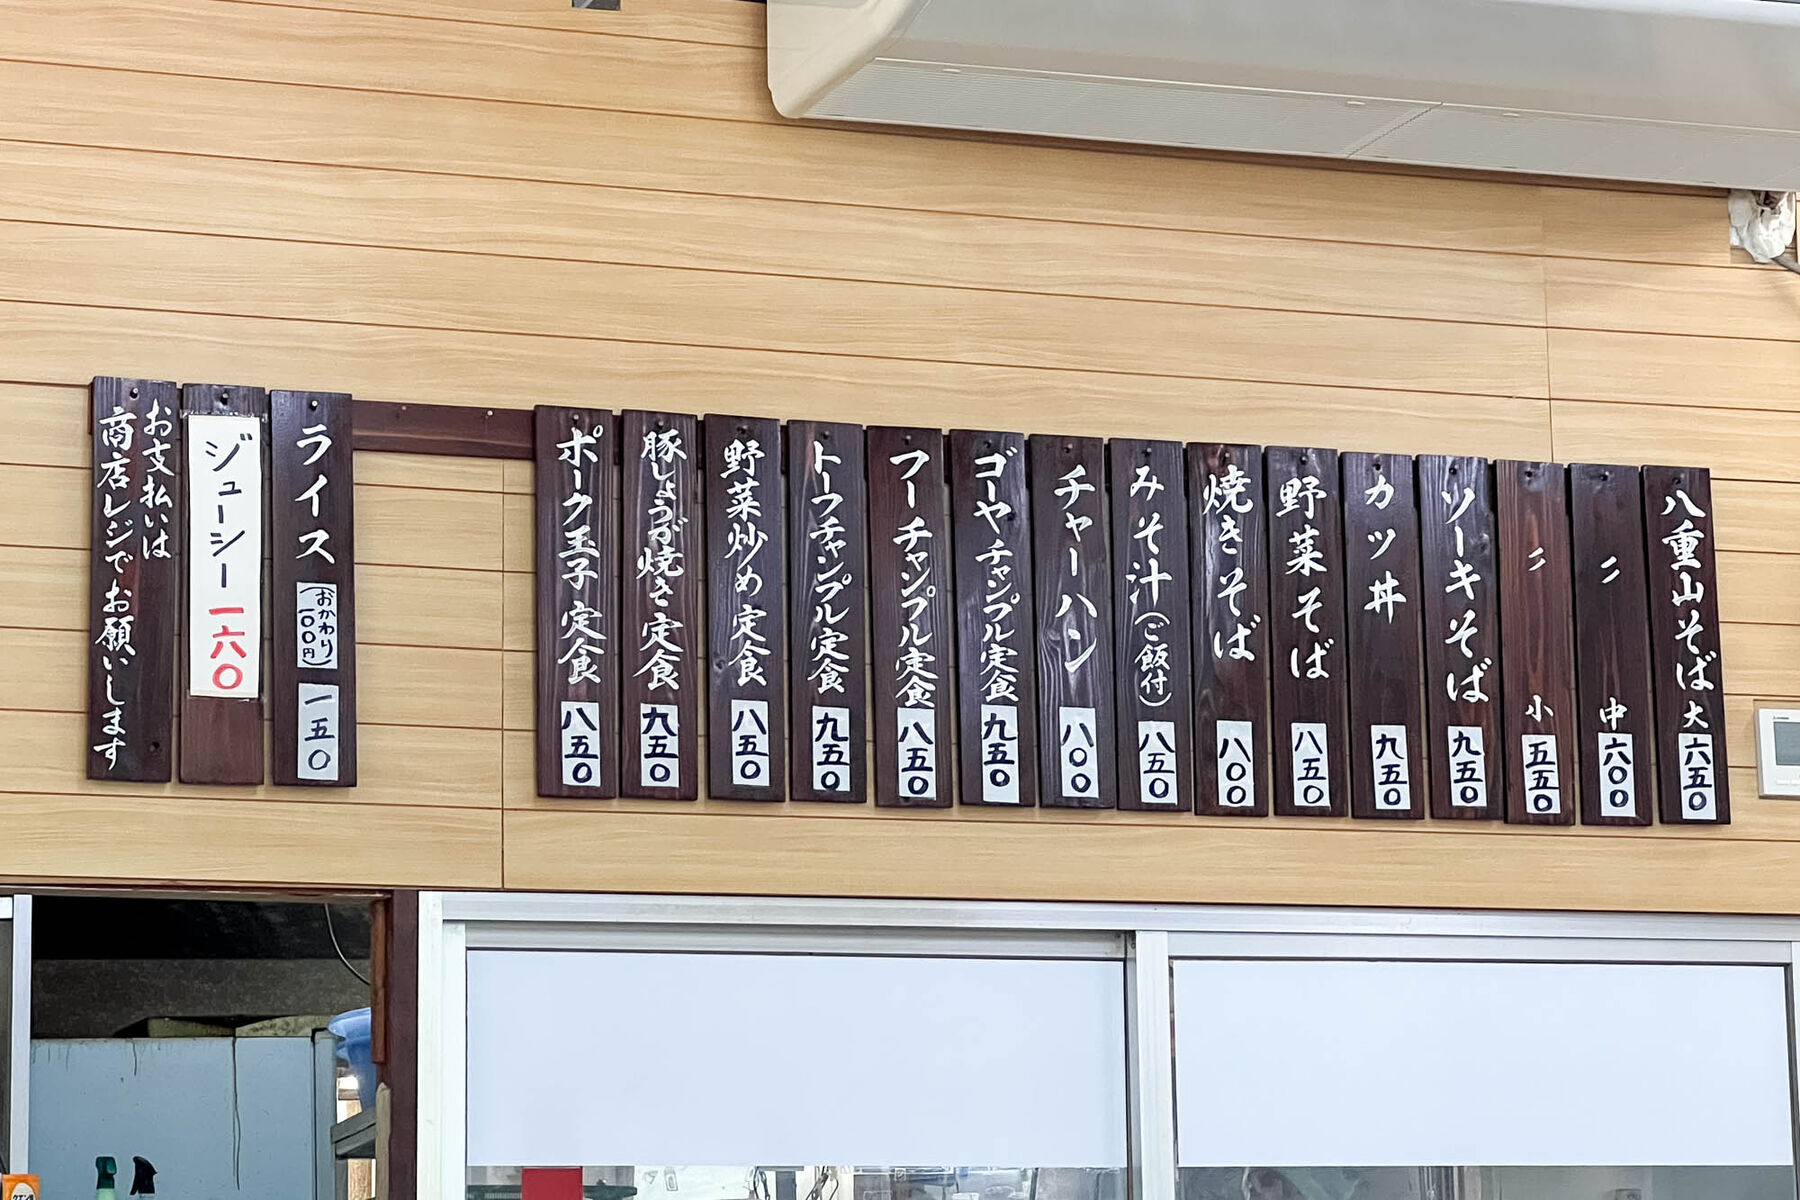 八重山そば 大 六五〇
〃 中 六〇〇
〃 小 五五〇
ソーキそば 九五〇
カツ丼 九五〇
野菜そば 八五〇
焼きそば 八〇〇
みそ汁(ご飯付) 八五〇
チャーハン 八〇〇
ゴーヤチャンプル定食 九五〇
フーチャンプル定食 八五〇
トーフチャンプル定食 九五〇
野菜炒め定食 八五〇
豚しょうが焼き定食 九五〇
ポーク玉子定食 八五〇
ライス (おかわり一〇〇円) 一五〇
ジューシー 一六〇
お支払いは
商店レジでお願いします